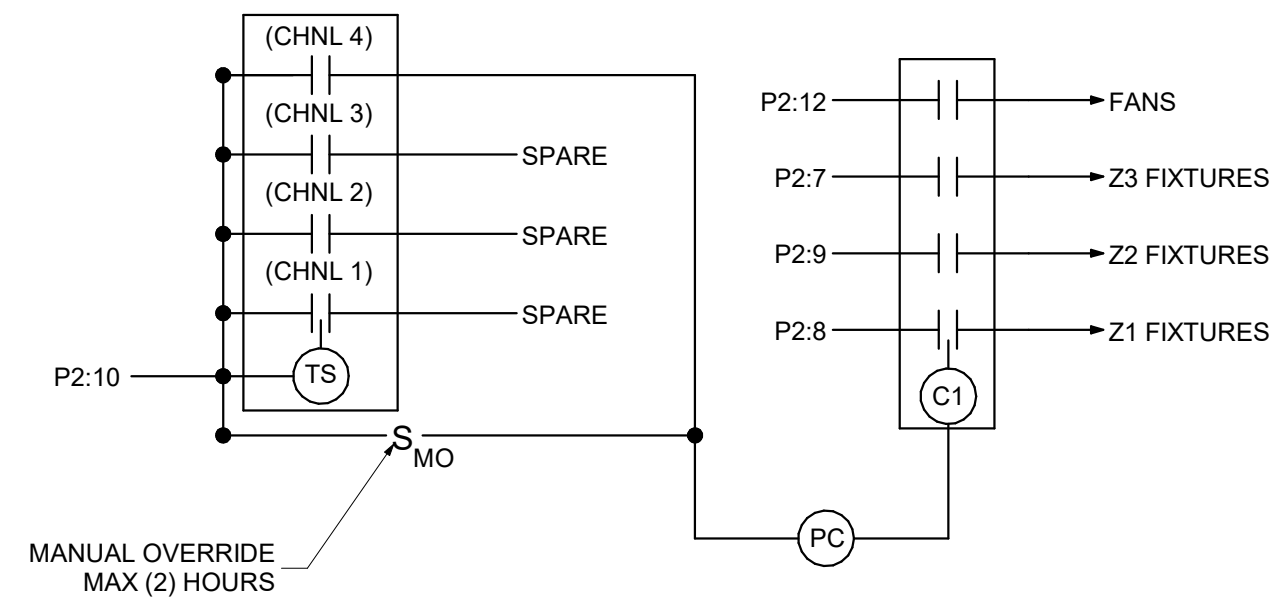 (CHNL 4)
(CHNL 3)
SPARE
(CHNL 2)
SPARE
(CHNL 1)
SPARE
P2:10
TS
S
MO
MANUAL OVERRIDE
MAX (2) HOURS
PC
P2:12
FANS
P2:7
Z3 FIXTURES
P2:9
Z2 FIXTURES
P2:8
Z1 FIXTURES
C1